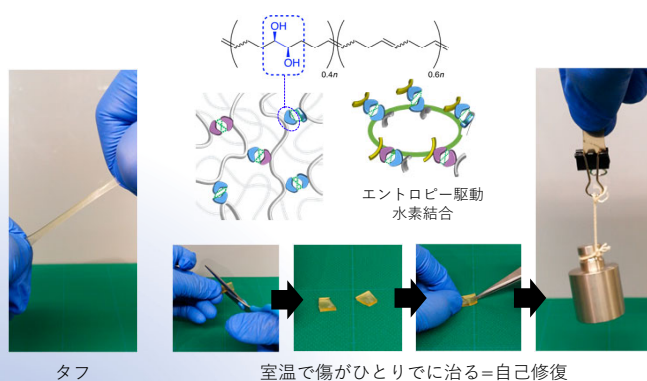 OH
OH
0.4n
0.6n
エントロピー駆動
水素結合
タフ
室温で傷がひとりでに治る=自己修復